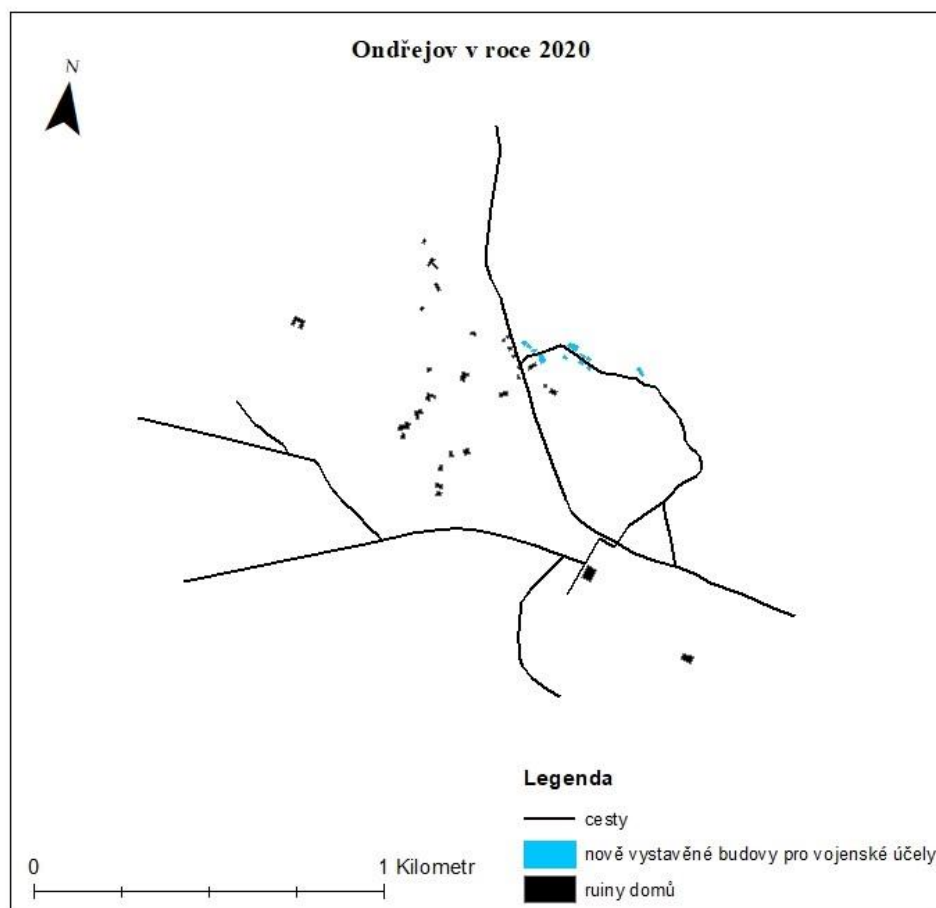 Ondřejov v roce 2020
N
Legenda
cesty
nově vystavěné budovy pro vojenské účely
ruiny domů
0 1 Kilometr